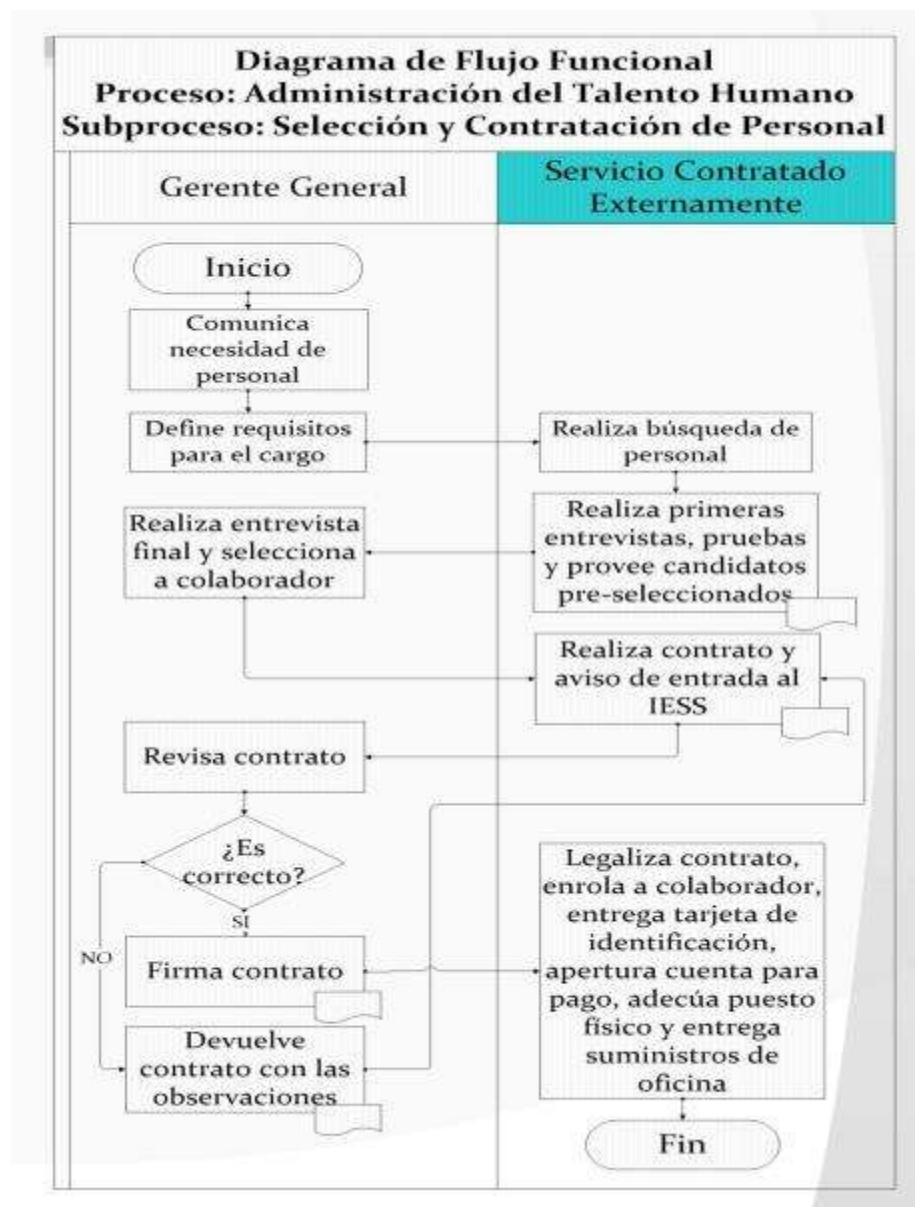 Diagrama de Flujo Funcional
Proceso: Administración del Talento Humano
Subproceso: Selección y Contratación de Personal
Gerente General
Servicio Contratado
Externamente
Inicio
Comunica
necesidad de
personal
Define requisitos
para el cargo
Realiza búsqueda de
personal
Realiza primeras
entrevistas, pruebas
y provee candidatos
pre-seleccionados
Realiza entrevista
final y selecciona
a colaborador
Realiza contrato y
aviso de entrada al
IESS
Revisa contrato
¿Es
correcto?
SI
NO
Firma contrato
Devuelve
contrato con las
observaciones
Legaliza contrato,
enrola a colaborador,
entrega tarjeta de
identificación,
apertura cuenta para
pago, adecúa puesto
físico y entrega
suministros de
oficina
Fin